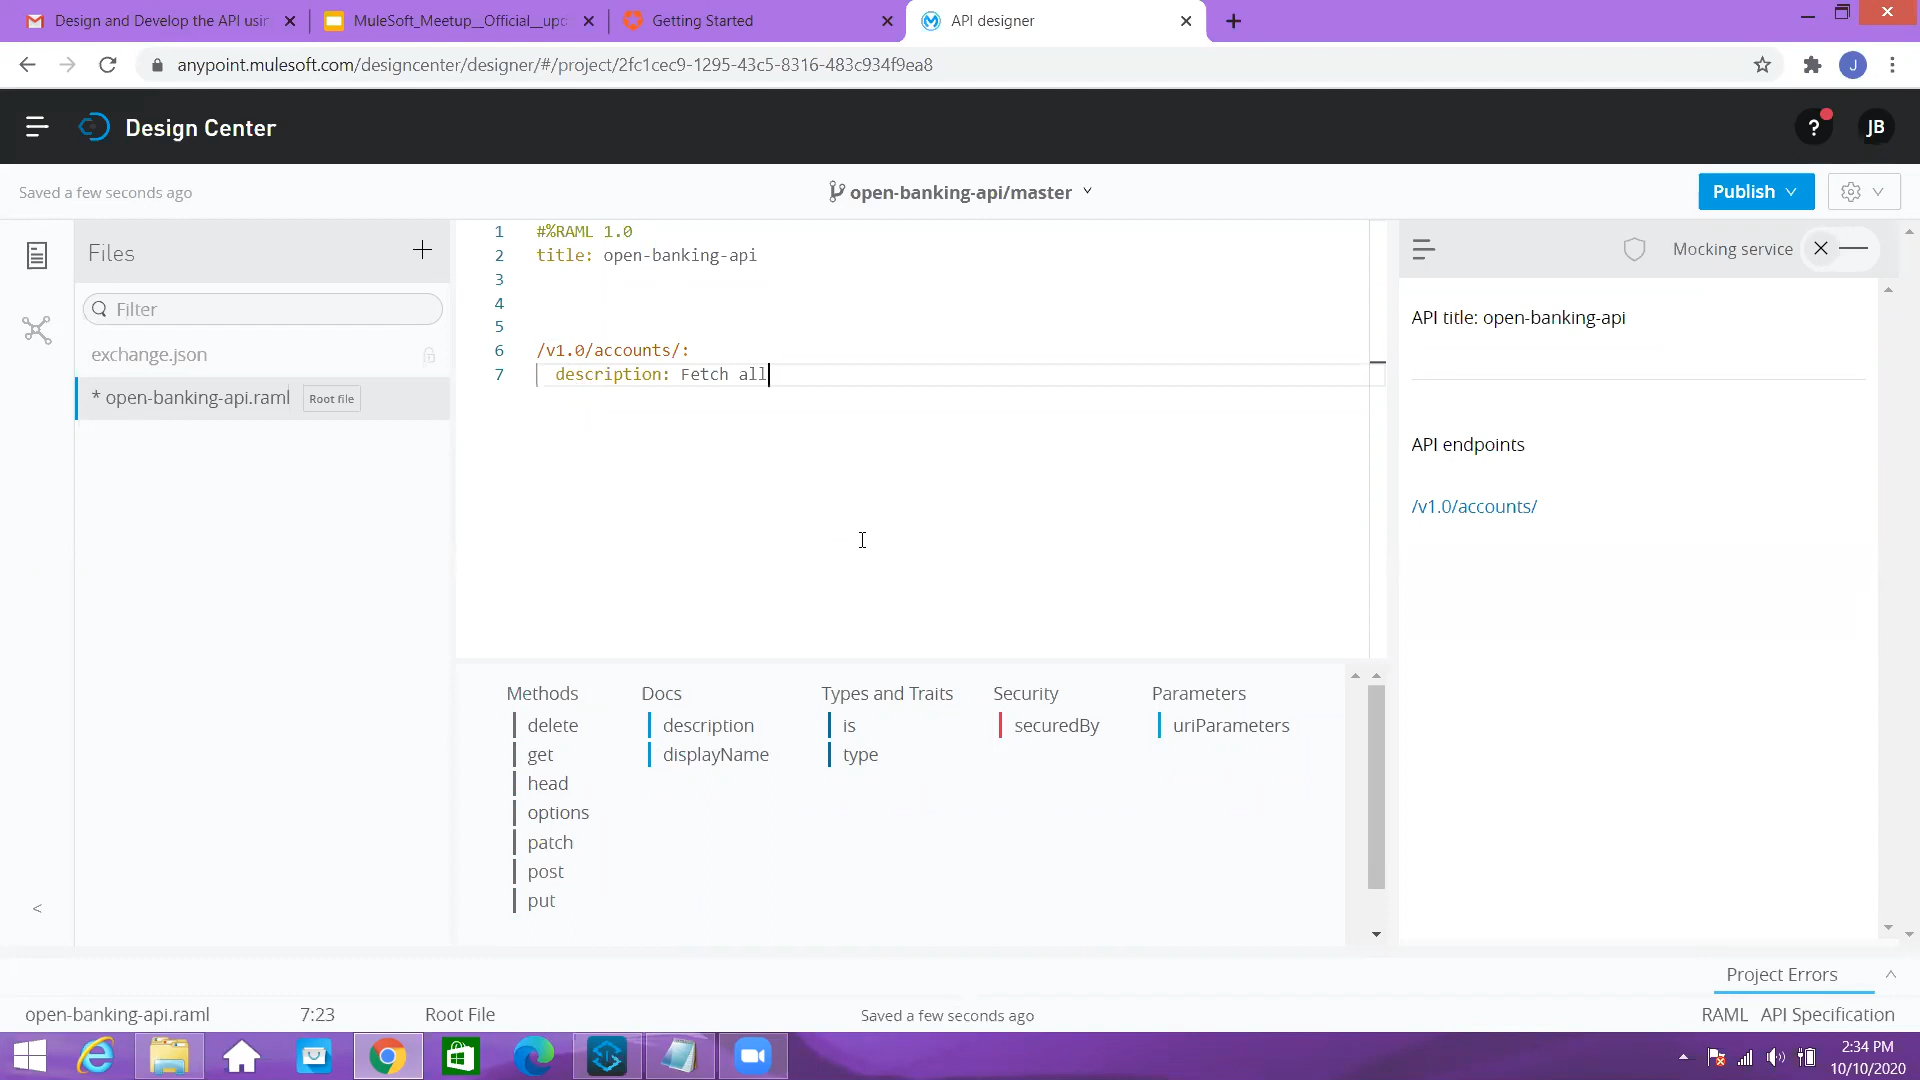 Design and Develop the API usin
MuleSoft_Meetup__Official__upd
Getting Started
API designer
anypoint.mulesoft.com/designcenter/designer/#/project/2fc1cec9-1295-43c5-8316-483c934f9ea8
J
Design Center
?
JB
Saved a few seconds ago
open-banking-api/master
Publish
Files
Filter
exchange.json
* open-banking-api.raml
Root file
1 #%RAML 1.0
2 title: open-banking-api
3
4
5
6 /v1.0/accounts/:
7 description: Fetch all
Mocking service
API title: open-banking-api
API endpoints
/v1.0/accounts/
Methods Docs Types and Traits Security Parameters
delete description is securedBy uriParameters
get displayName type
head
options
patch
post
put
<
Project Errors
open-banking-api.raml 7:23 Root File Saved a few seconds ago RAML API Specification
2:34 PM
10/10/2020